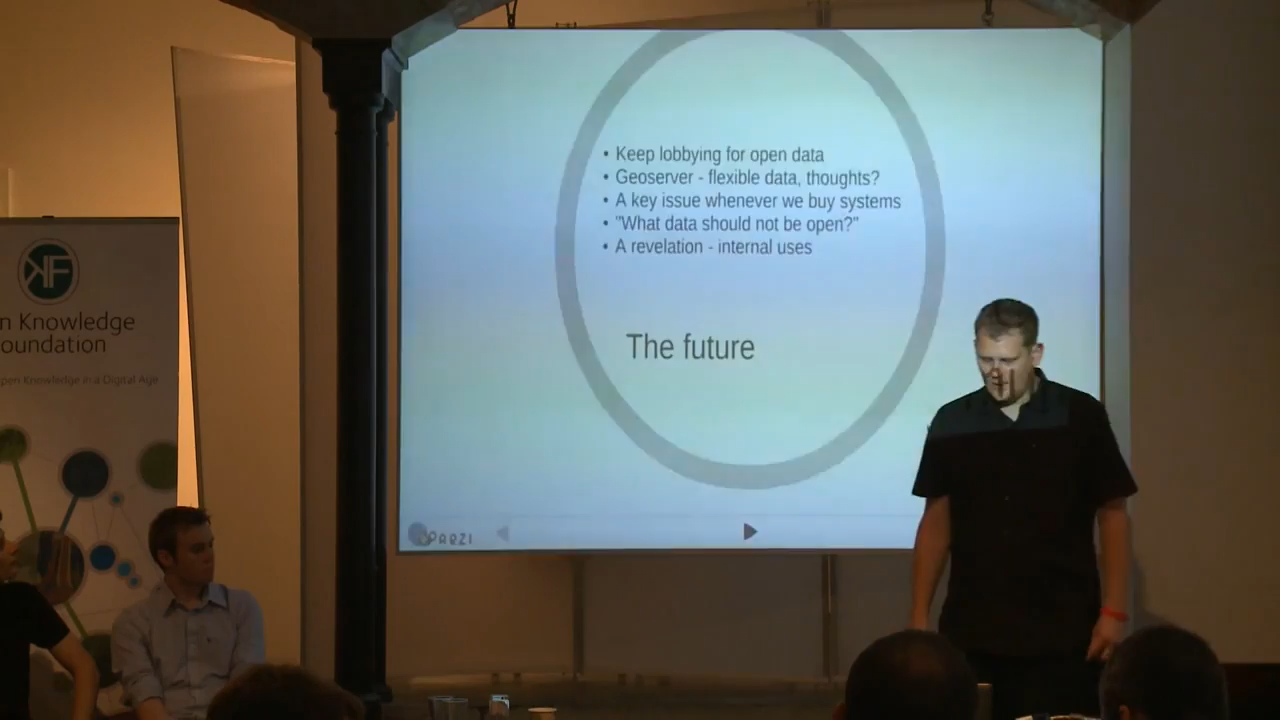 • Keep lobbying for open data
• Geoserver - flexible data, thoughts?
• A key issue whenever we buy systems
• "What data should not be open?"
• A revelation - internal uses
The future
PREZI
KF
n Knowledge
oundation
pen Knowledge in a Digital Age